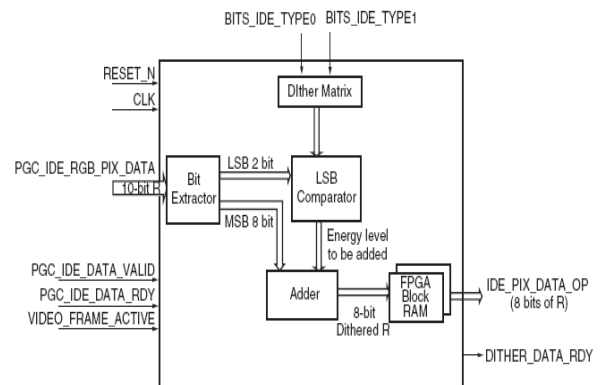 BITS_IDE_TYPE0
BITS_IDE_TYPE1
RESET_N
CLK
DIther Matrix
PGC_IDE_RGB_PIX_DATA
10-bit R
Bit
Extractor
LSB 2 bit
MSB 8 bit
LSB
Comparator
Energy level
to be added
PGC_IDE_DATA_VALID
PGC_IDE_DATA_RDY
VIDEO_FRAME_ACTIVE
Adder
8-bit
Dithered R
FPGA
Block
RAM
IDE_PIX_DATA_OP
(8 bits of R)
DITHER_DATA_RDY